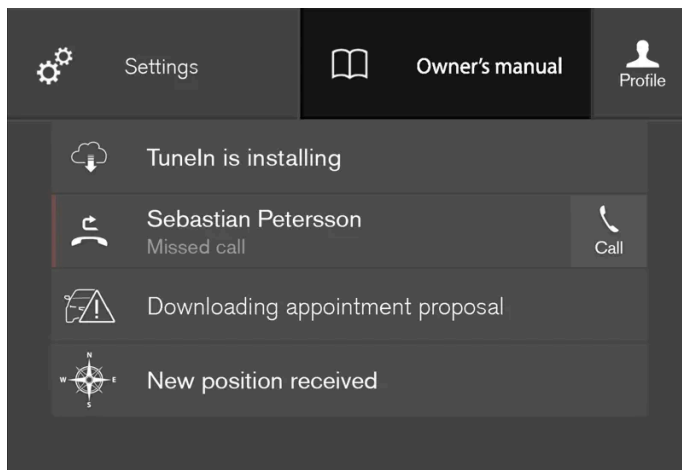 Settings
Owner's manual
Profile
TuneIn is installing
Sebastian Petersson
Missed call
Call
Downloading appointment proposal
N
W E
S
New position received